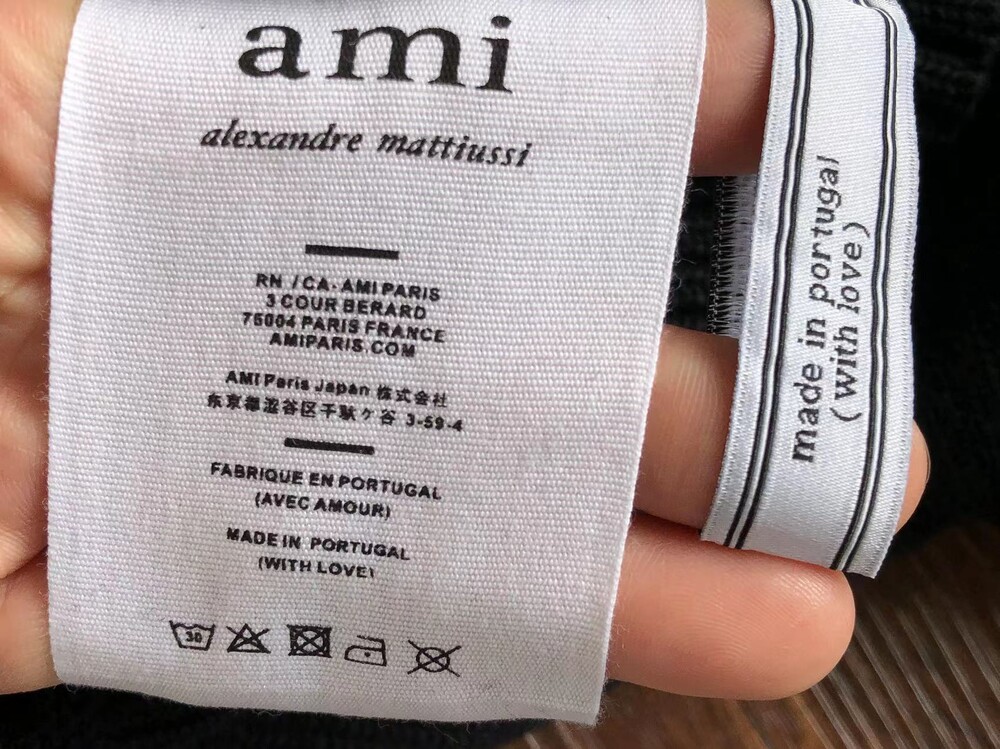 ami
alexandre mattiussi
RN / CA. AMI PARIS
3 COUR BERARD
75004 PARIS FRANCE
AMIPARIS.COM
AMI Paris Japan 株式会社
东京都涩谷区千駄ケ谷 3-59-4
FABRIQUE EN PORTUGAL
(AVEC AMOUR)
MADE IN PORTUGAL
(WITH LOVE)
30
made in portugal
(with love)